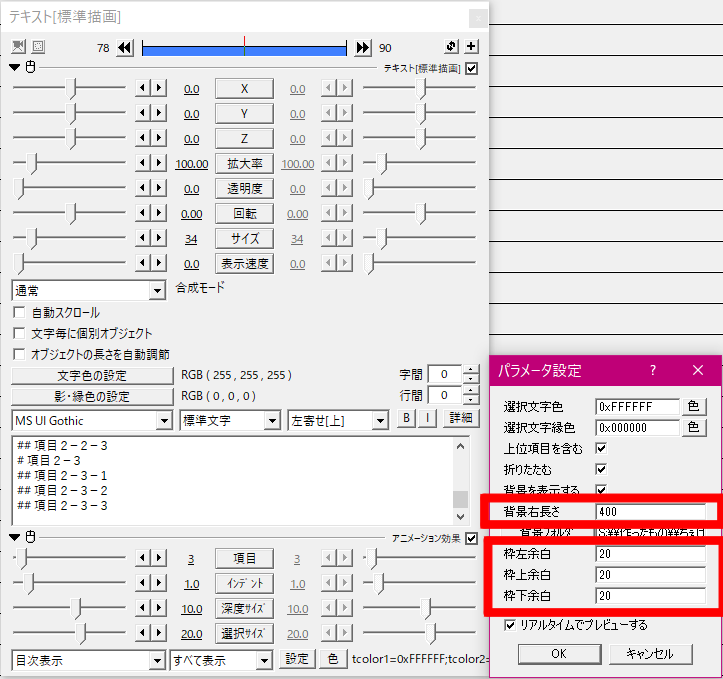 テキスト[標準描画]
78
90
テキスト[標準描画]
0.0 X 0.0
0.0 Y 0.0
0.0 Z 0.0
100.00 拡大率 100.00
0.0 透明度 0.0
0.00 回転 0.00
34 サイズ 34
0.0 表示速度 0.0
通常 合成モード
自動スクロール
文字毎に個別オブジェクト
オブジェクトの長さを自動調節
文字色の設定 RGB ( 255 , 255 , 255 ) 字間 0
影・縁色の設定 RGB ( 0 , 0 , 0 ) 行間 0
MS UI Gothic 標準文字 左寄せ[上] B I 詳細
## 項目２－２－３
# 項目２－３
## 項目２－３－１
## 項目２－３－２
## 項目２－３－３
アニメーション効果
3 項目 3
1.0 インデント 1.0
10.0 深度サイズ 10.0
20.0 選択サイズ 20.0
目次表示 すべて表示 設定 色 tcolor1=0xFFFFFF;tcolor2=
パラメータ設定 ?
選択文字色 0xFFFFFF 色
選択文字縁色 0x000000 色
上位項目を含む
折りたたむ
背景を表示する
背景右長さ 400
背景フォルダ
枠左余白 20
枠上余白 20
枠下余白 20
リアルタイムでプレビューする
OK キャンセル